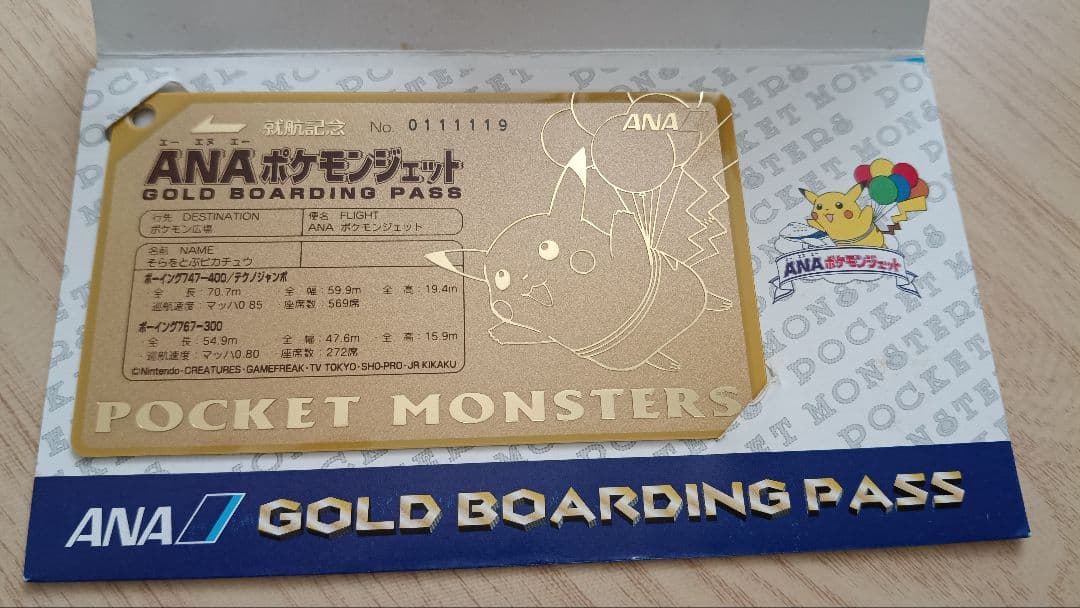 就航記念 No. 0111119
ANA
エー エヌ エー
ANAポケモンジェット
GOLD BOARDING PASS
行先 DESTINATION
ポケモン広場
便名 FLIGHT
ANA ポケモンジェット
名前 NAME
そらをとぶピカチュウ
ボーイング747-400/テクノジャンボ
・全 長:70.7m 全 幅:59.9m 全 高:19.4m
・巡航速度:マッハ0.85 座席数:569席
ボーイング767-300
・全 長:54.9m ・全 幅:47.6m ・全 高:15.9m
・巡航速度:マッハ0.80 ・座席数:272席
©Nintendo・CREATURES・GAMEFREAK・TV TOKYO・SHO-PRO・JR KIKAKU
POCKET MONSTERS
ANAポケモンジェット
ANA GOLD BOARDING PASS
POCKET MONSTERS